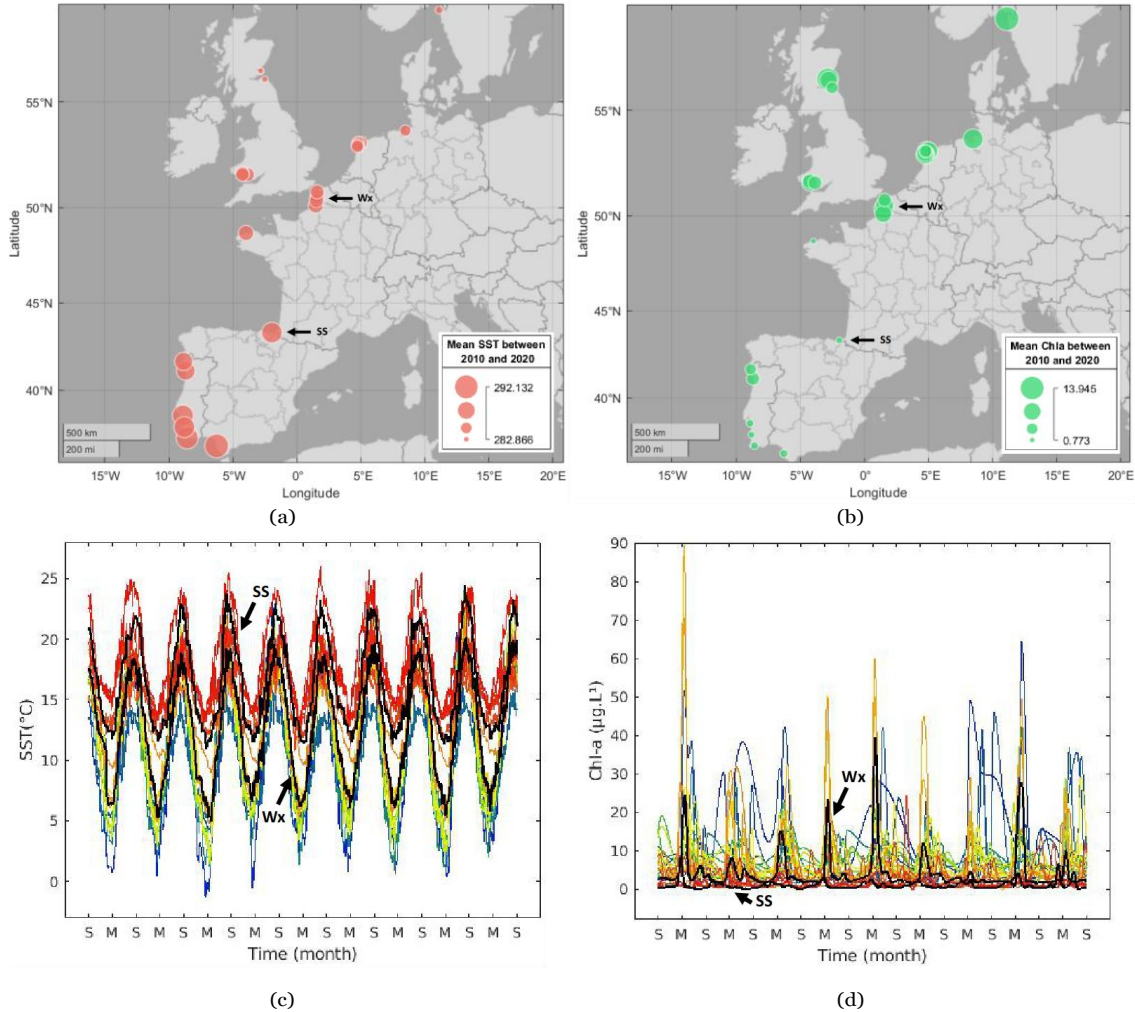 55°N
50°N
45°N
40°N
Latitude
Wx
SS
Mean SST between
2010 and 2020
292.132
282.866
500 km
200 mi
15°W
10°W
5°W
0°
5°E
10°E
15°E
20°E
Longitude
(a)
55°N
50°N
45°N
40°N
Latitude
Wx
SS
Mean Chla between
2010 and 2020
13.945
0.773
500 km
200 mi
15°W
10°W
5°W
0°
5°E
10°E
15°E
20°E
Longitude
(b)
25
20
15
10
5
0
SST(°C)
SS
Wx
S M S M S M S M S M S M S M S M S M S
Time (month)
(c)
90
80
70
60
50
40
30
20
10
0
Chl-a (µg.L¹)
Wx
SS
S M S M S M S M S M S M S M S M S M S
Time (month)
(d)